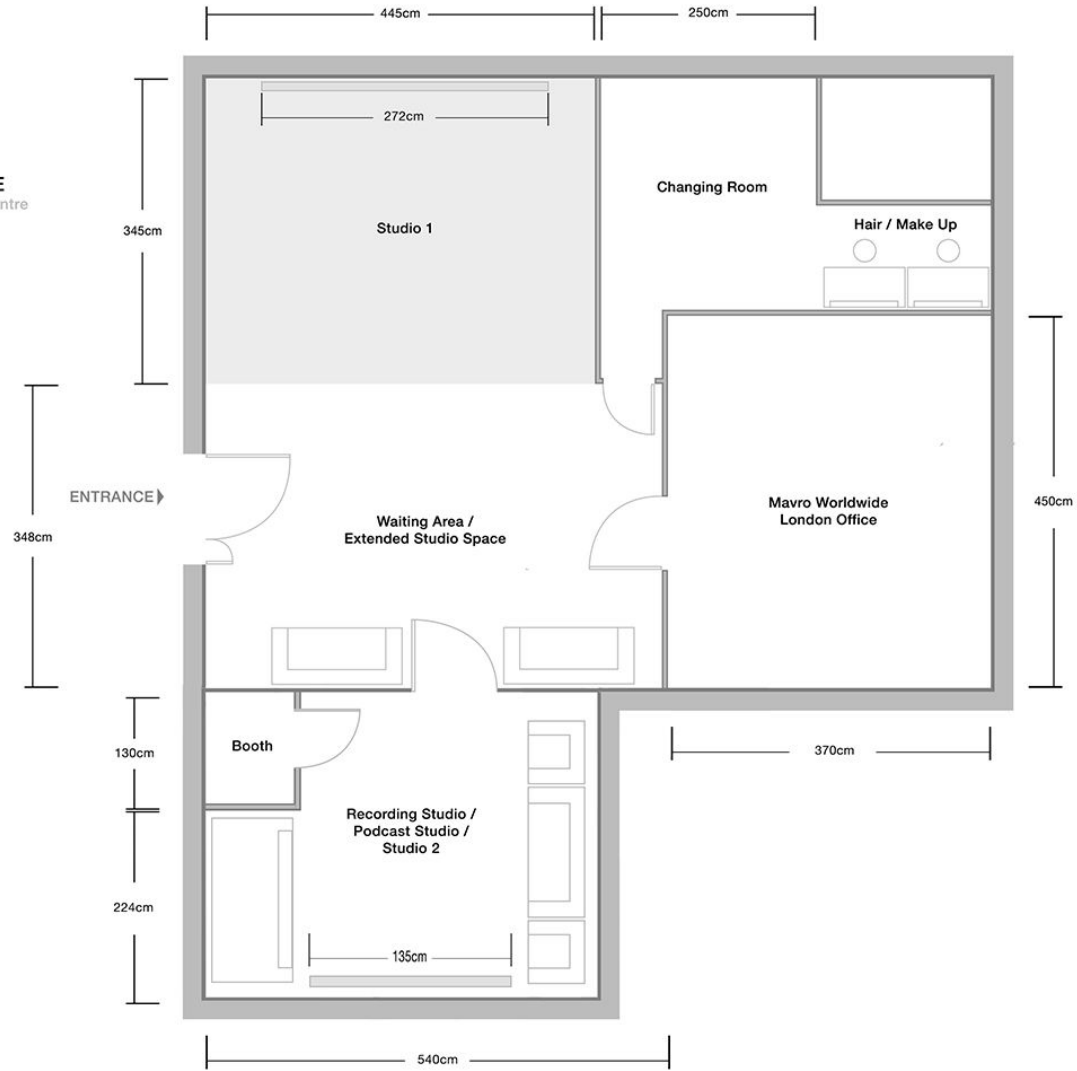 445cm
250cm
272cm
E
ntre
Changing Room
345cm
Studio 1
Hair / Make Up
ENTRANCE
Mavro Worldwide
London Office
450cm
Waiting Area /
Extended Studio Space
348cm
Booth
130cm
370cm
Recording Studio /
Podcast Studio /
Studio 2
224cm
135cm
540cm